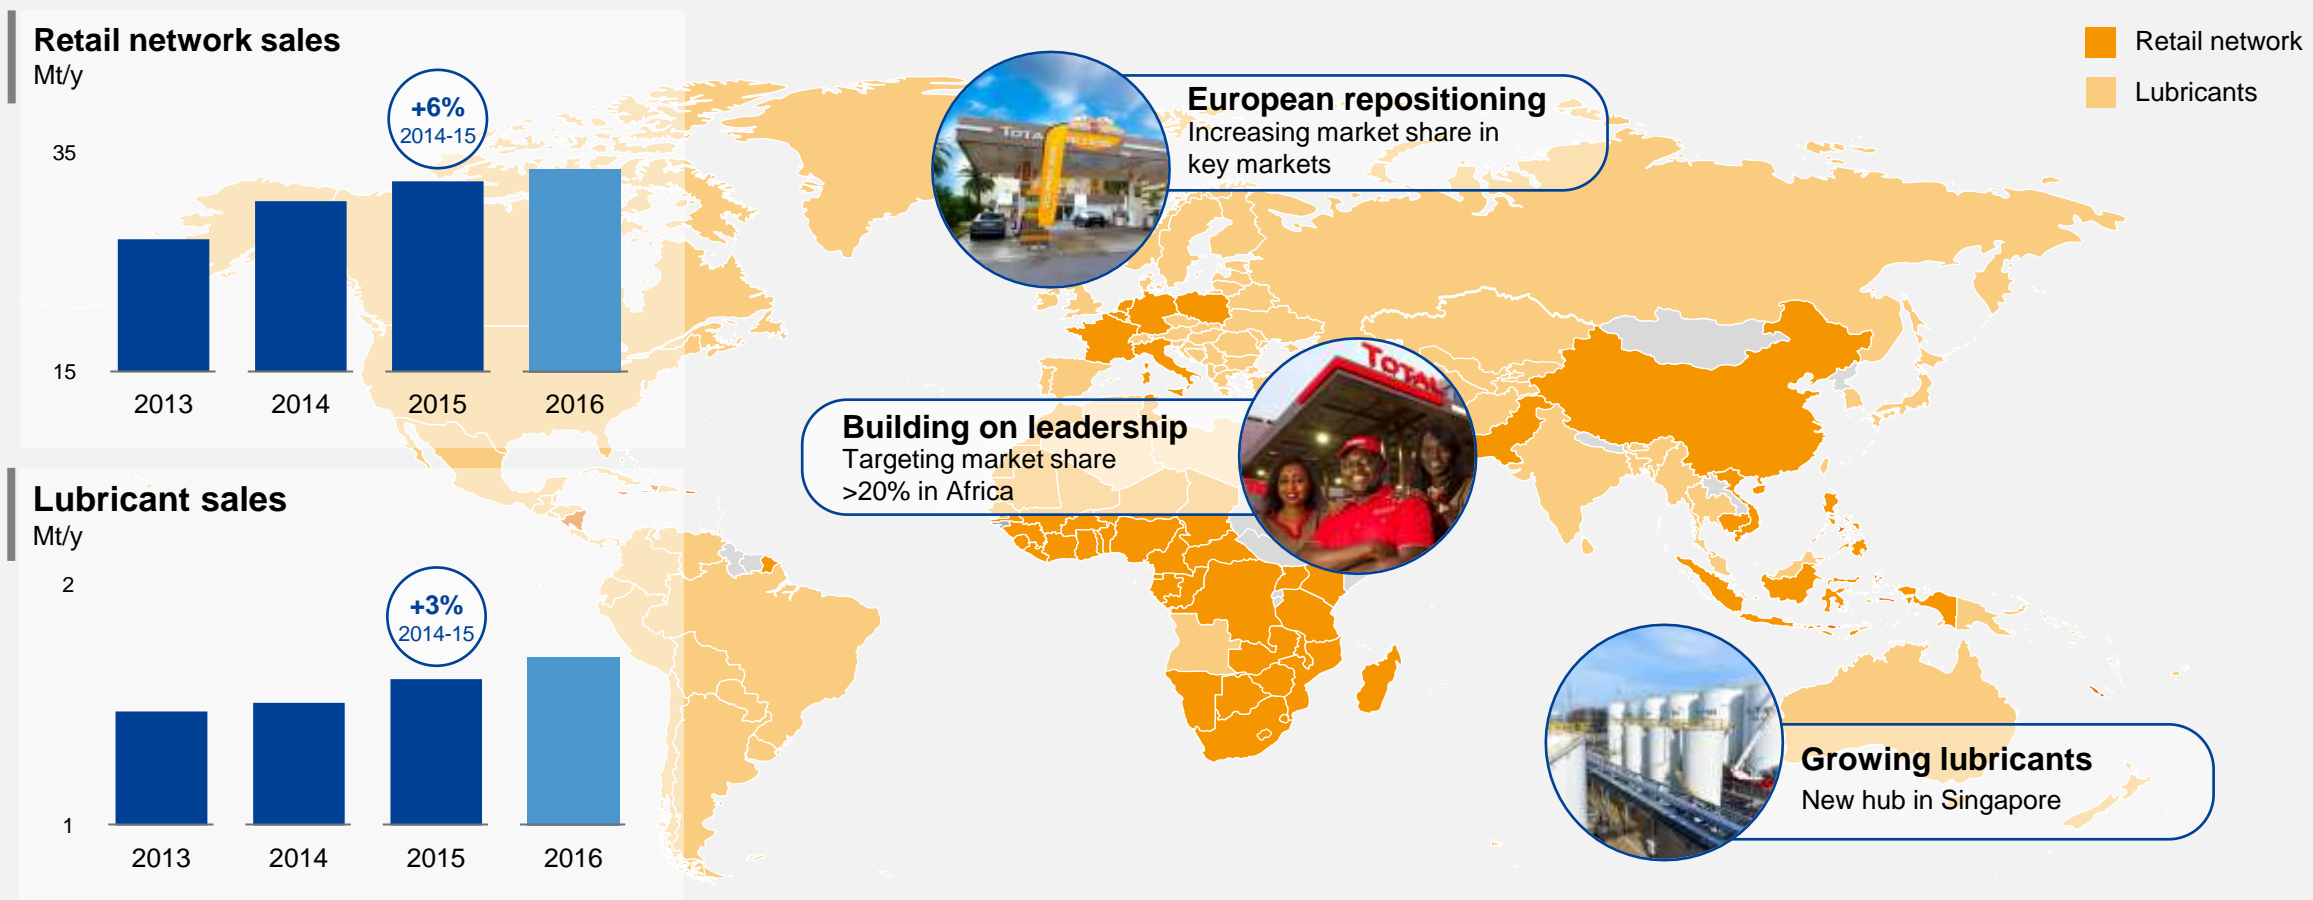 Retail network sales
Mt/y
+6%
2014-15
35
15
2013
2014
2015
2016
Lubricant sales
Mt/y
+3%
2014-15
2
1
2013
2014
2015
2016
European repositioning
Increasing market share in
key markets
Building on leadership
Targeting market share
>20% in Africa
TOTAL
Growing lubricants
New hub in Singapore
Retail network
Lubricants